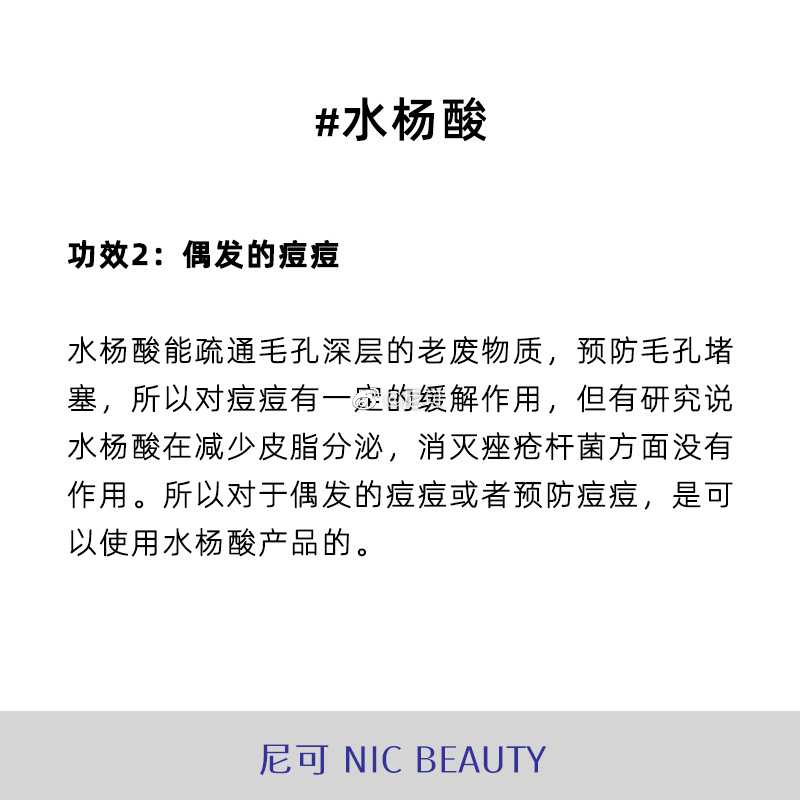 #水杨酸
功效2：偶发的痘痘
水杨酸能疏通毛孔深层的老废物质，预防毛孔堵
塞，所以对痘痘有一定的缓解作用，但有研究说
水杨酸在减少皮脂分泌，消灭痤疮杆菌方面没有
作用。所以对于偶发的痘痘或者预防痘痘，是可
以使用水杨酸产品的。
尼可 NIC BEAUTY